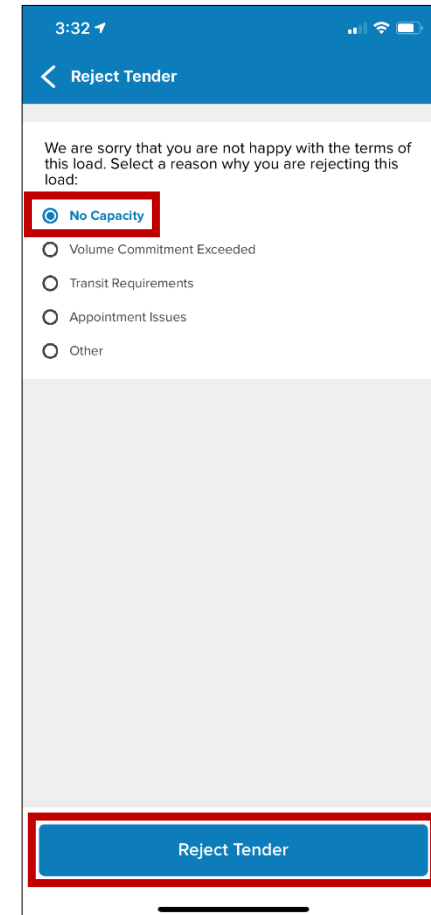 3:32
Reject Tender
We are sorry that you are not happy with the terms of
this load. Select a reason why you are rejecting this
load:
No Capacity
Volume Commitment Exceeded
Transit Requirements
Appointment Issues
Other
Reject Tender